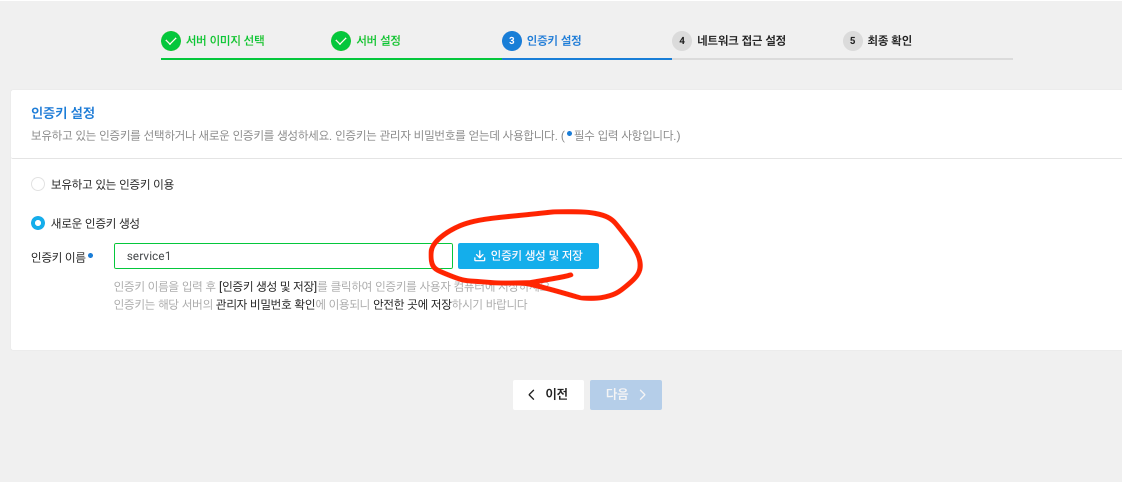 서버 이미지 선택
서버 설정
3 인증키 설정
4 네트워크 접근 설정
5 최종 확인
인증키 설정
보유하고 있는 인증키를 선택하거나 새로운 인증키를 생성하세요. 인증키는 관리자 비밀번호를 얻는데 사용합니다. (•필수 입력 사항입니다.)
보유하고 있는 인증키 이용
새로운 인증키 생성
인증키 이름•
service1
인증키 생성 및 저장
인증키 이름을 입력 후 [인증키 생성 및 저장]를 클릭하여 인증키를 사용자 컴퓨터에 저장하세요.
인증키는 해당 서버의 관리자 비밀번호 확인에 이용되니 안전한 곳에 저장하시기 바랍니다
이전
다음